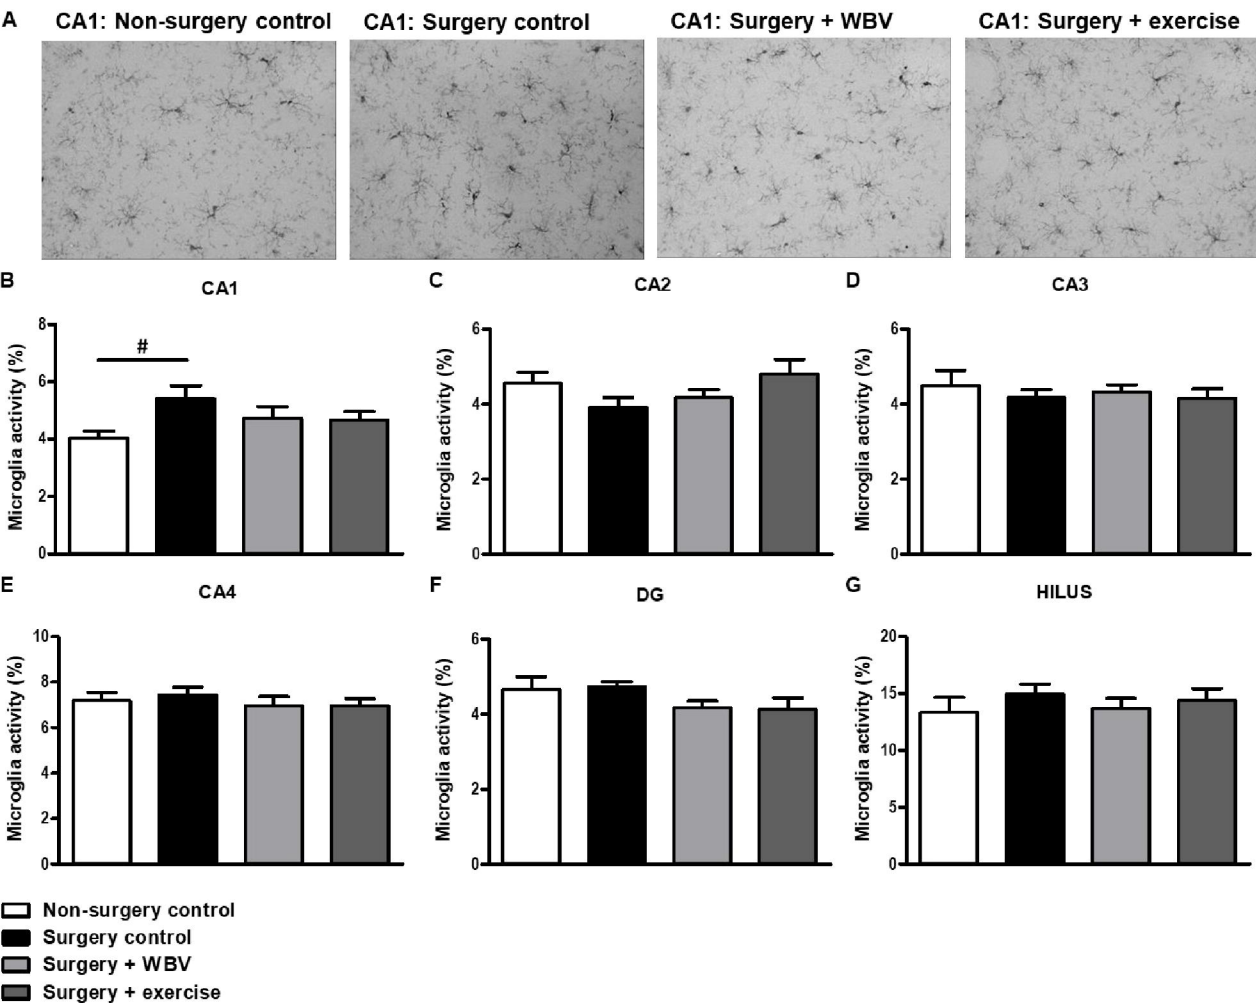 A
CA1: Non-surgery control
CA1: Surgery control
CA1: Surgery + WBV
CA1: Surgery + exercise
B
CA1
Microglia activity (%)
8
6
4
2
0
#
C
CA2
Microglia activity (%)
6
4
2
0
D
CA3
Microglia activity (%)
6
4
2
0
E
CA4
Microglia activity (%)
10
8
6
4
2
0
F
DG
Microglia activity (%)
6
4
2
0
G
HILUS
Microglia activity (%)
20
15
10
5
0
Non-surgery control
Surgery control
Surgery + WBV
Surgery + exercise